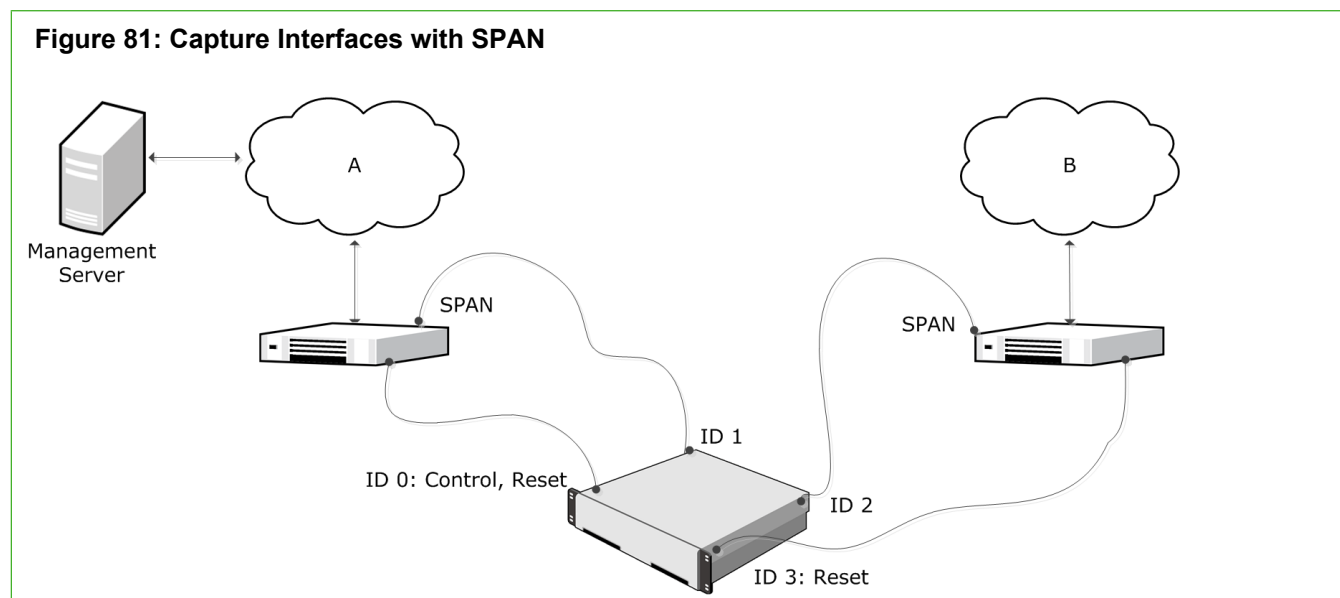 Figure 81: Capture Interfaces with SPAN
A
B
Management
Server
SPAN
SPAN
ID 1
ID 0: Control, Reset
ID 2
ID 3: Reset